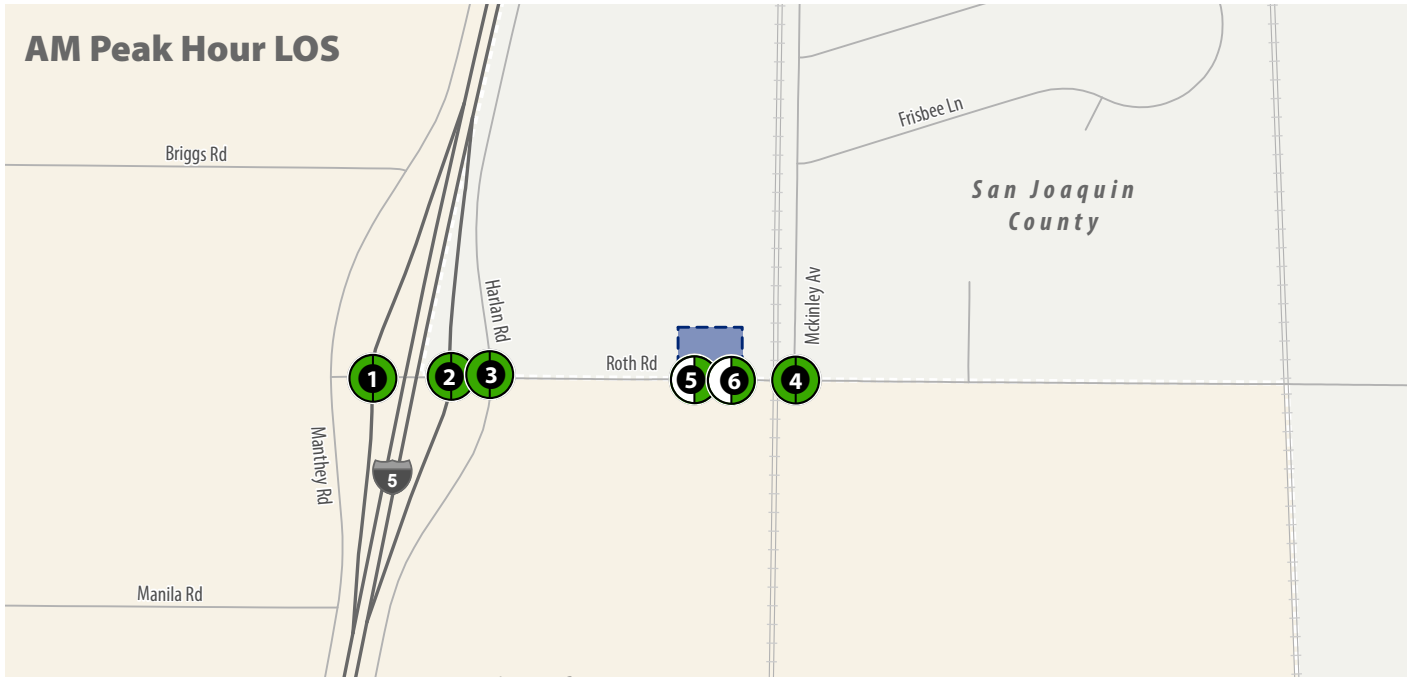 AM Peak Hour LOS
Frisbee Ln
Briggs Rd
San Joaquin
County
Harlan Rd
Mckinley Av
Roth Rd
1
2
3
5
6
4
Manthey Rd
5
Manila Rd